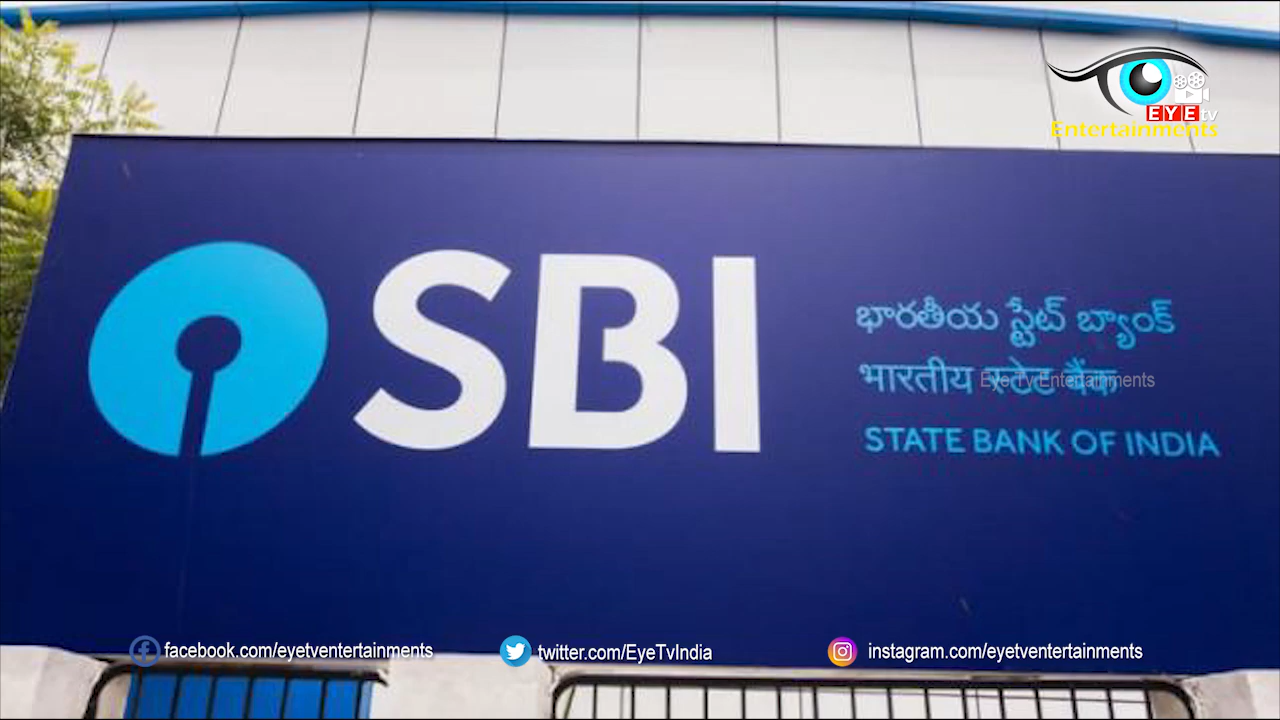 EYE tv
Entertainments
SBI
భారతీయ స్టేట్ బ్యాంక్
भारतीय स्टेट बैंक
EyeTv Entertainments
STATE BANK OF INDIA
facebook.com/eyetventertainments
twitter.com/EyeTvIndia
instagram.com/eyetventertainments